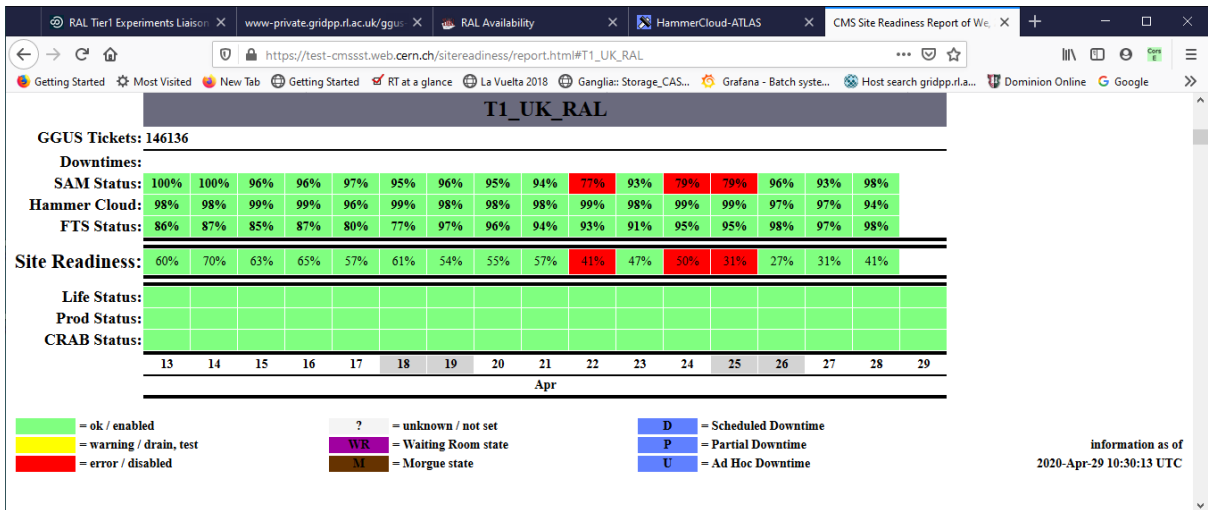 RAL Tier1 Experiments Liaison
www-private.gridpp.rl.ac.uk/ggus
RAL Availability
HammerCloud-ATLAS
CMS Site Readiness Report of We
https://test-cmssst.web.cern.ch/sitereadiness/report.html#T1_UK_RAL
Getting Started Most Visited New Tab Getting Started RT at a glance La Vuelta 2018 Ganglia:: Storage_CAS... Grafana - Batch syste... Host search gridpp.rl.a... Dominion Online Google
T1_UK_RAL
GGUS Tickets: 146136
Downtimes:
SAM Status: 100% 100% 96% 96% 97% 95% 96% 95% 94% 77% 93% 79% 79% 96% 93% 98%
Hammer Cloud: 98% 98% 99% 99% 96% 99% 98% 98% 98% 99% 98% 99% 99% 97% 97% 94%
FTS Status: 86% 87% 85% 87% 80% 77% 97% 96% 94% 93% 91% 95% 95% 98% 97% 98%
Site Readiness: 60% 70% 63% 65% 57% 61% 54% 55% 57% 41% 47% 50% 31% 27% 31% 41%
Life Status:
Prod Status:
CRAB Status:
13 14 15 16 17 18 19 20 21 22 23 24 25 26 27 28 29
Apr
= ok / enabled ? = unknown / not set D = Scheduled Downtime
= warning / drain, test WR = Waiting Room state P = Partial Downtime information as of
= error / disabled M = Morgue state U = Ad Hoc Downtime 2020-Apr-29 10:30:13 UTC